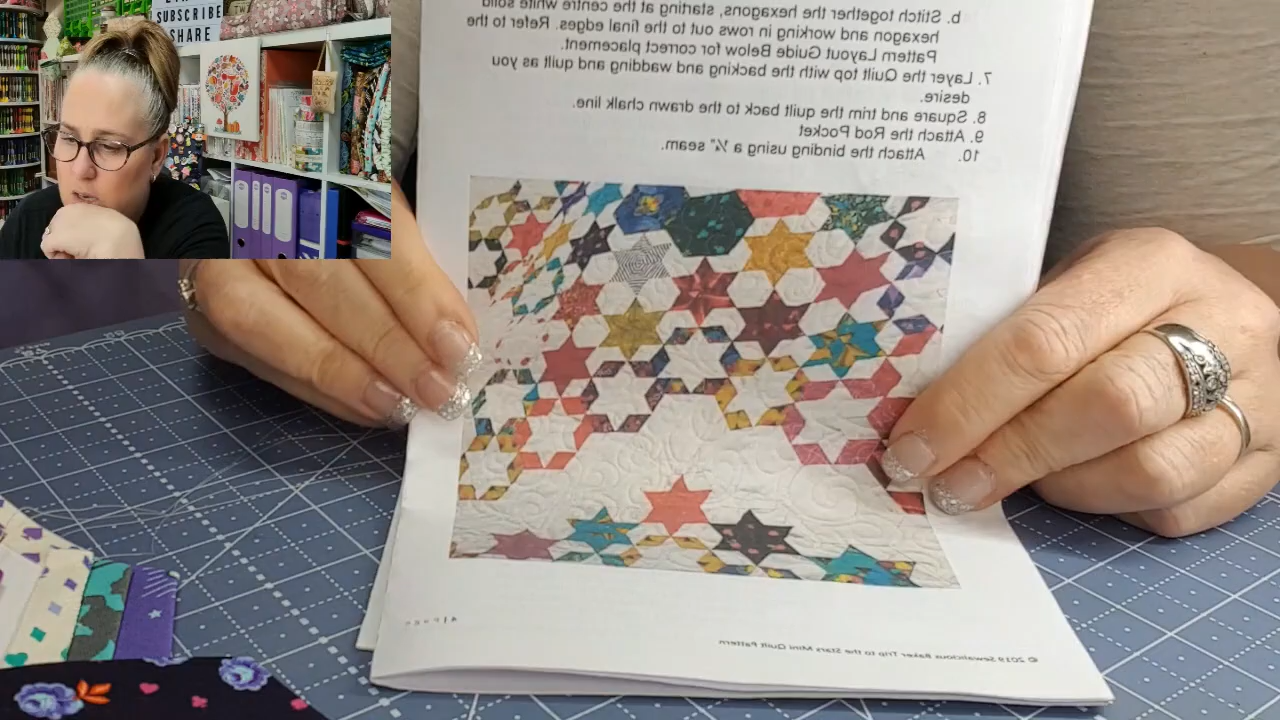 SUBSCRIBE
SHARE
b. Stitch together the hexagons, starting at the centre white solid
hexagon and working in rows out to the final edges. Refer to the
Pattern Layout Guide Below for correct placement.
7. Layer the Quilt top with the backing and wadding and quilt as you
desire.
8. Square and trim the quilt back to the drawn chalk line.
9. Attach the Rod Pocket
10. Attach the binding using a ¼" seam.
4 | P a g e
© 2019 Sewalicious Baker Trip to the Stars Mini Quilt Pattern